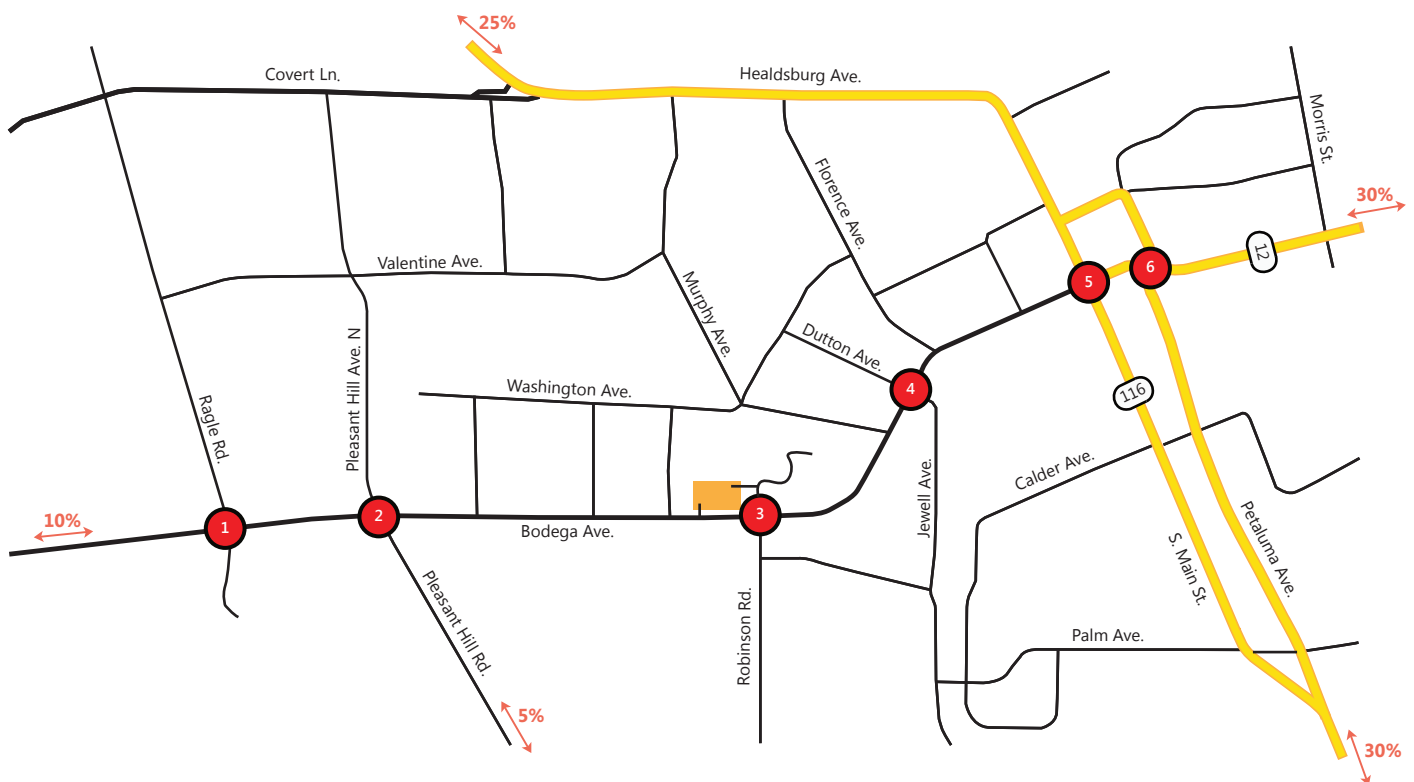 25%
Covert Ln.
Healdsburg Ave.
Morris St.
30%
Florence Ave.
12
Valentine Ave.
6
5
Murphy Ave.
Pleasant Hill Ave. N
Dutton Ave.
Washington Ave.
4
116
Ragle Rd.
Calder Ave.
Jewell Ave.
10%
1
2
3
Bodega Ave.
Petaluma Ave.
S. Main St.
Pleasant Hill Rd.
Robinson Rd.
Palm Ave.
5%
30%